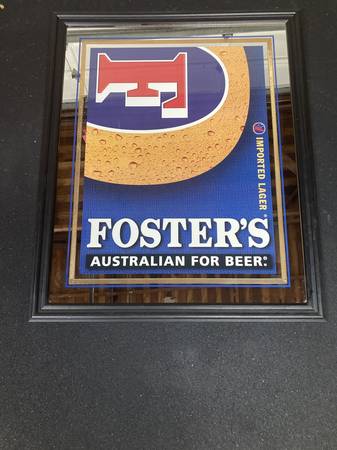 F
IMPORTED LAGER
FOSTER'S
AUSTRALIAN FOR BEER.